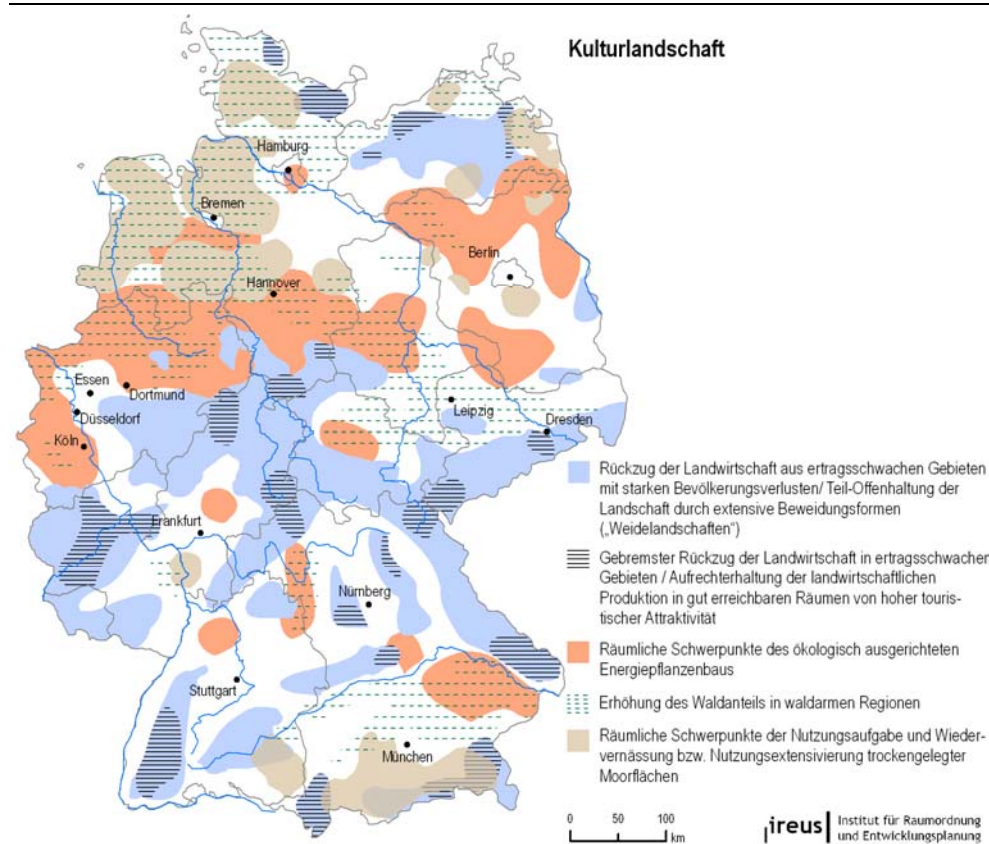 Kulturlandschaft
Hamburg
Bremen
Berlin
Hannover
Essen
Dortmund
Düsseldorf
Köln
Leipzig
Dresden
Frankfurt
Nürnberg
Stuttgart
München
Rückzug der Landwirtschaft aus ertragsschwachen Gebieten
mit starken Bevölkerungsverlusten/ Teil-Offenhaltung der
Landschaft durch extensive Beweidungsformen
(„Weidelandschaften“)
Gebremster Rückzug der Landwirtschaft in ertragsschwachen
Gebieten / Aufrechterhaltung der landwirtschaftlichen
Produktion in gut erreichbaren Räumen von hoher touris-
tischer Attraktivität
Räumliche Schwerpunkte des ökologisch ausgerichteten
Energiepflanzenbaus
Erhöhung des Waldanteils in waldarmen Regionen
Räumliche Schwerpunkte der Nutzungsaufgabe und Wieder-
vernässung bzw. Nutzungsextensivierung trockengelegter
Moorflächen
0 50 100
km
ireus Institut für Raumordnung
und Entwicklungsplanung